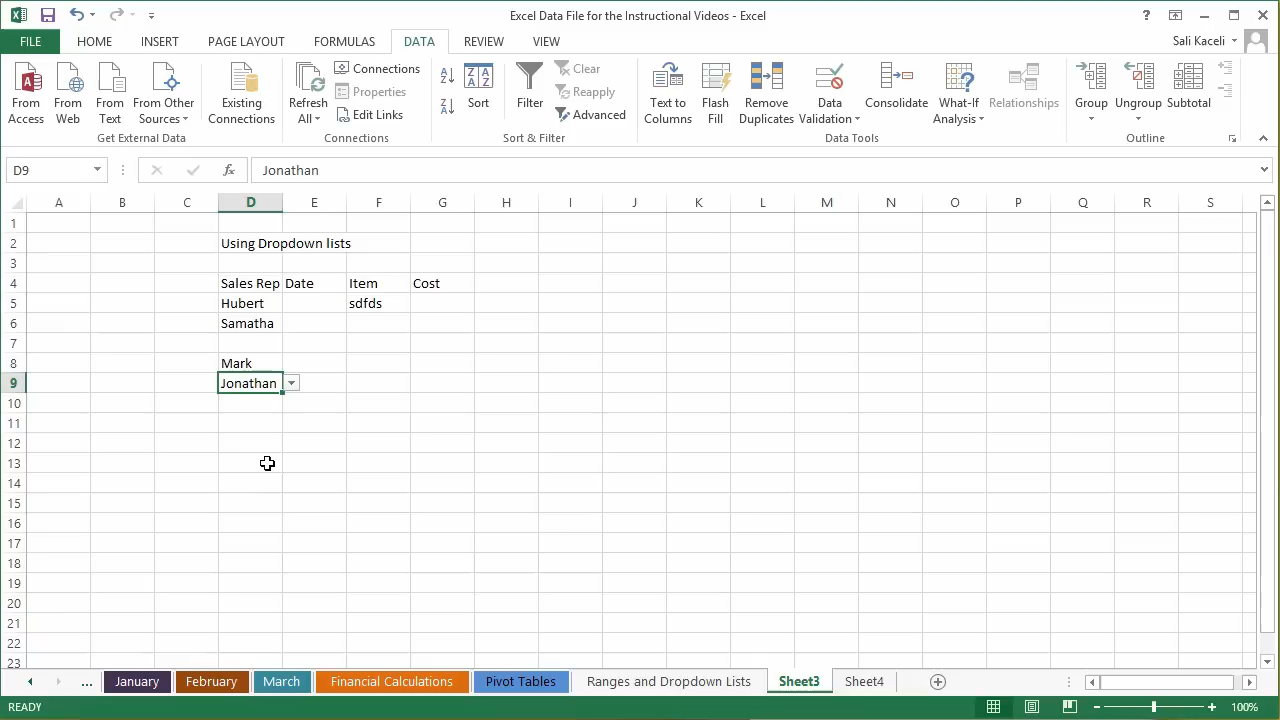 Excel Data File for the Instructional Videos - Excel
FILE HOME INSERT PAGE LAYOUT FORMULAS DATA REVIEW VIEW Sali Kaceli
From Access
From Web
From Text
From Other Sources
Existing Connections
Get External Data
Refresh All
Connections
Properties
Edit Links
Connections
Sort
Filter
Clear
Reapply
Advanced
Sort & Filter
Text to Columns
Flash Fill
Remove Duplicates
Data Validation
Consolidate
What-If Analysis
Relationships
Data Tools
Group
Ungroup
Subtotal
Outline
D9 fx Jonathan
A B C D E F G H I J K L M N O P Q R S
1
2 Using Dropdown lists
3
4 Sales Rep Date Item Cost
5 Hubert sdfds
6 Samatha
7
8 Mark
9 Jonathan
10
11
12
13
14
15
16
17
18
19
20
21
22
23
... January February March Financial Calculations Pivot Tables Ranges and Dropdown Lists Sheet3 Sheet4
READY 100%